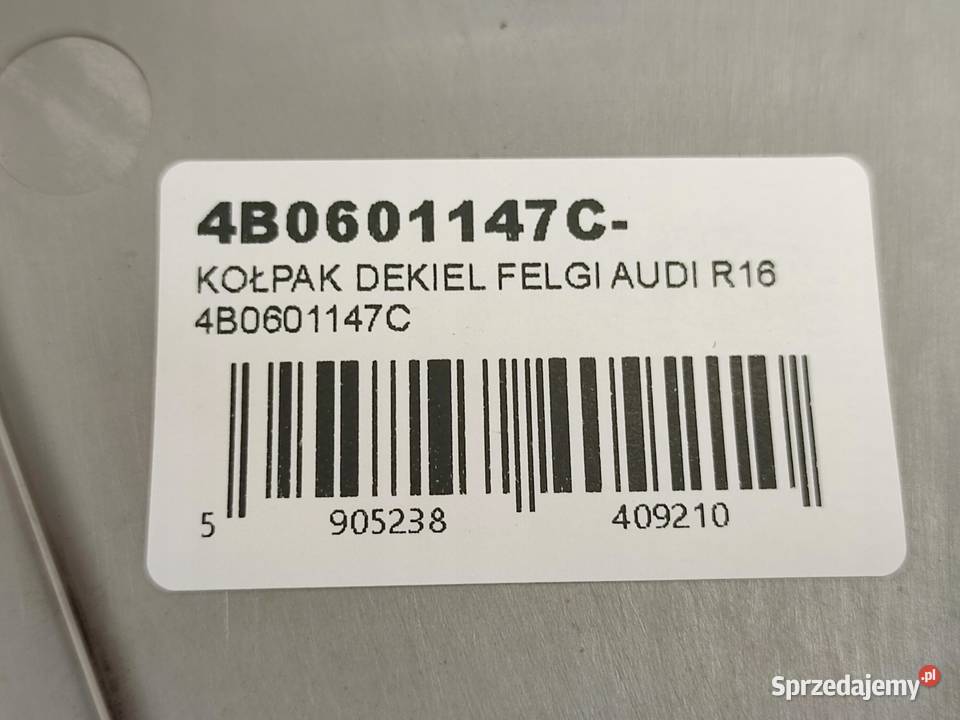 4B0601147C-
KOŁPAK DEKIEL FELGI AUDI R16
4B0601147C
5 905238 409210
Sprzedajemy.pl